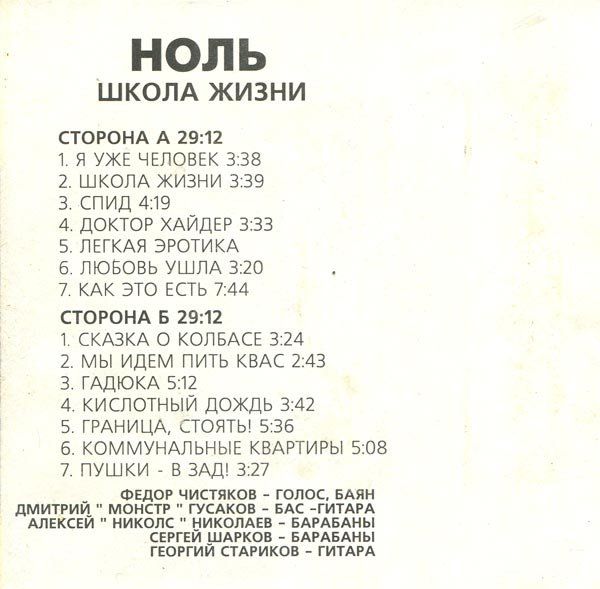 НОЛЬ
ШКОЛА ЖИЗНИ
СТОРОНА А 29:12
1. Я УЖЕ ЧЕЛОВЕК 3:38
2. ШКОЛА ЖИЗНИ 3:39
3. СПИД 4:19
4. ДОКТОР ХАЙДЕР 3:33
5. ЛЕГКАЯ ЭРОТИКА
6. ЛЮБОВЬ УШЛА 3:20
7. КАК ЭТО ЕСТЬ 7:44
СТОРОНА Б 29:12
1. СКАЗКА О КОЛБАСЕ 3:24
2. МЫ ИДЕМ ПИТЬ КВАС 2:43
3. ГАДЮКА 5:12
4. КИСЛОТНЫЙ ДОЖДЬ 3:42
5. ГРАНИЦА, СТОЯТЬ! 5:36
6. КОММУНАЛЬНЫЕ КВАРТИРЫ 5:08
7. ПУШКИ - В ЗАД! 3:27
ФЕДОР ЧИСТЯКОВ – ГОЛОС, БАЯН
ДМИТРИЙ " МОНСТР " ГУСАКОВ – БАС –ГИТАРА
АЛЕКСЕЙ " НИКОЛС " НИКОЛАЕВ – БАРАБАНЫ
СЕРГЕЙ ШАРКОВ – БАРАБАНЫ
ГЕОРГИЙ СТАРИКОВ – ГИТАРА